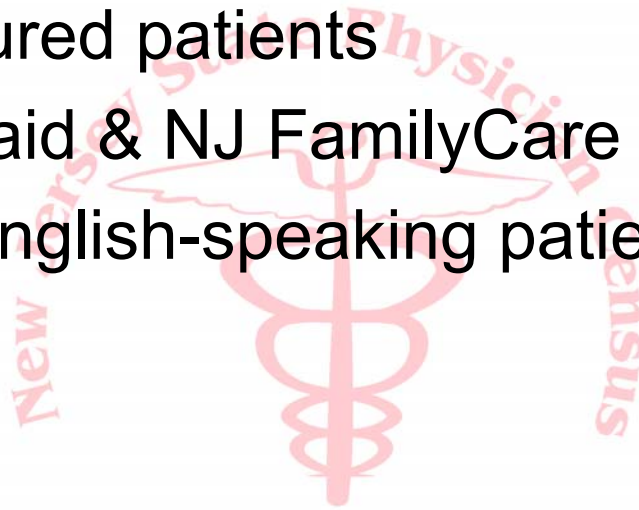 ured patients
aid & NJ FamilyCare
nglish-speaking patie
New Jersey State Physician Census